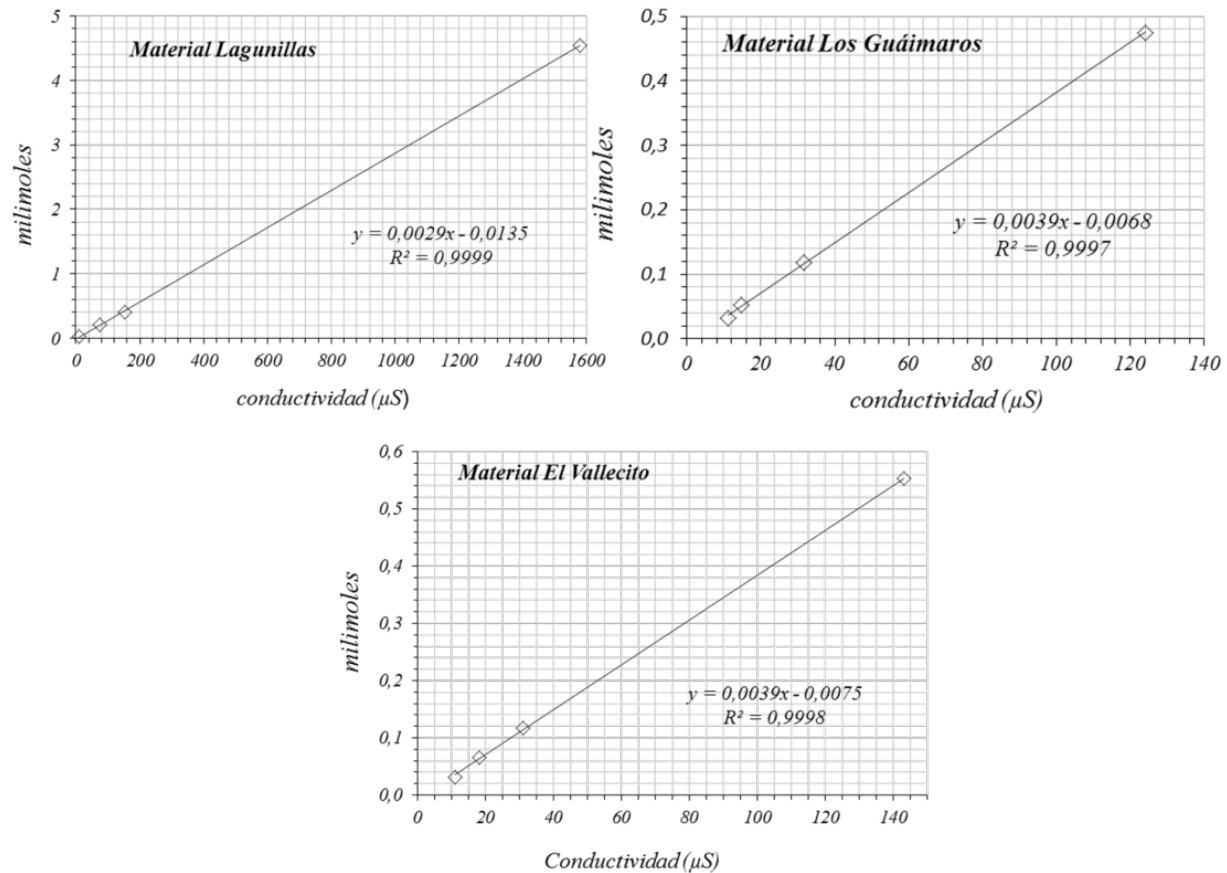 Material Lagunillas
milimoles
5
4
3
2
1
0
y = 0,0029x - 0,0135
R² = 0,9999
0 200 400 600 800 1000 1200 1400 1600
conductividad (µS)
Material Los Guáimaros
milimoles
0,5
0,4
0,3
0,2
0,1
0,0
y = 0,0039x - 0,0068
R² = 0,9997
0 20 40 60 80 100 120 140
conductividad (µS)
Material El Vallecito
milimoles
0,6
0,5
0,4
0,3
0,2
0,1
0,0
y = 0,0039x - 0,0075
R² = 0,9998
0 20 40 60 80 100 120 140
Conductividad (µS)